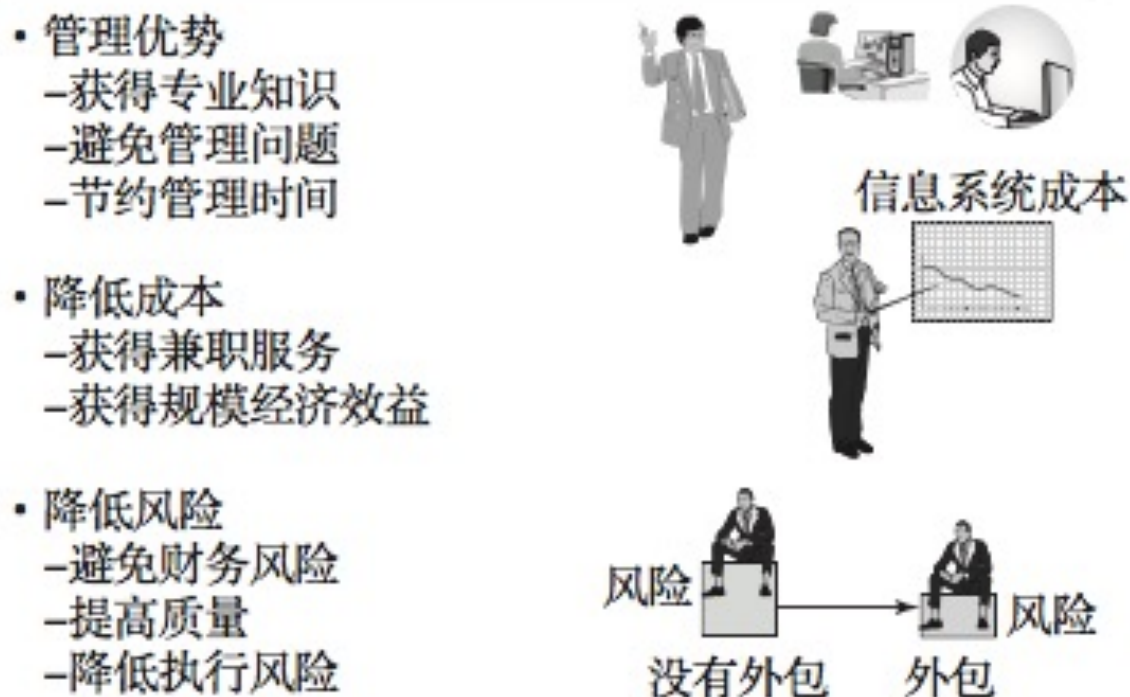 • 管理优势
–获得专业知识
–避免管理问题
–节约管理时间
信息系统成本
• 降低成本
–获得兼职服务
–获得规模经济效益
• 降低风险
–避免财务风险
–提高质量
–降低执行风险
风险
风险
没有外包
外包